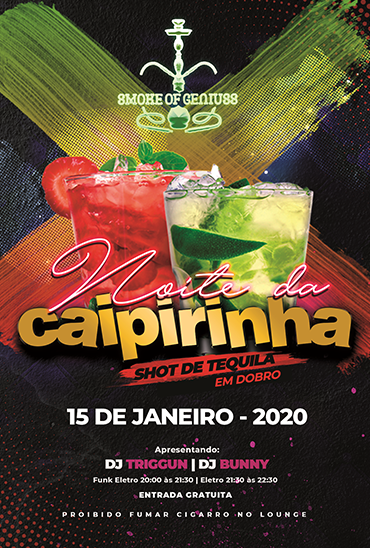 SMOKE OF GENIUSS
Noite da
caipirinha
SHOT DE TEQUILA
EM DOBRO
15 DE JANEIRO - 2020
Apresentando:
DJ TRIGGUN | DJ BUNNY
Funk Eletro 20:00 às 21:30 | Eletro 21:30 às 22:30
ENTRADA GRATUITA
PROIBIDO FUMAR CIGARRO NO LOUNGE